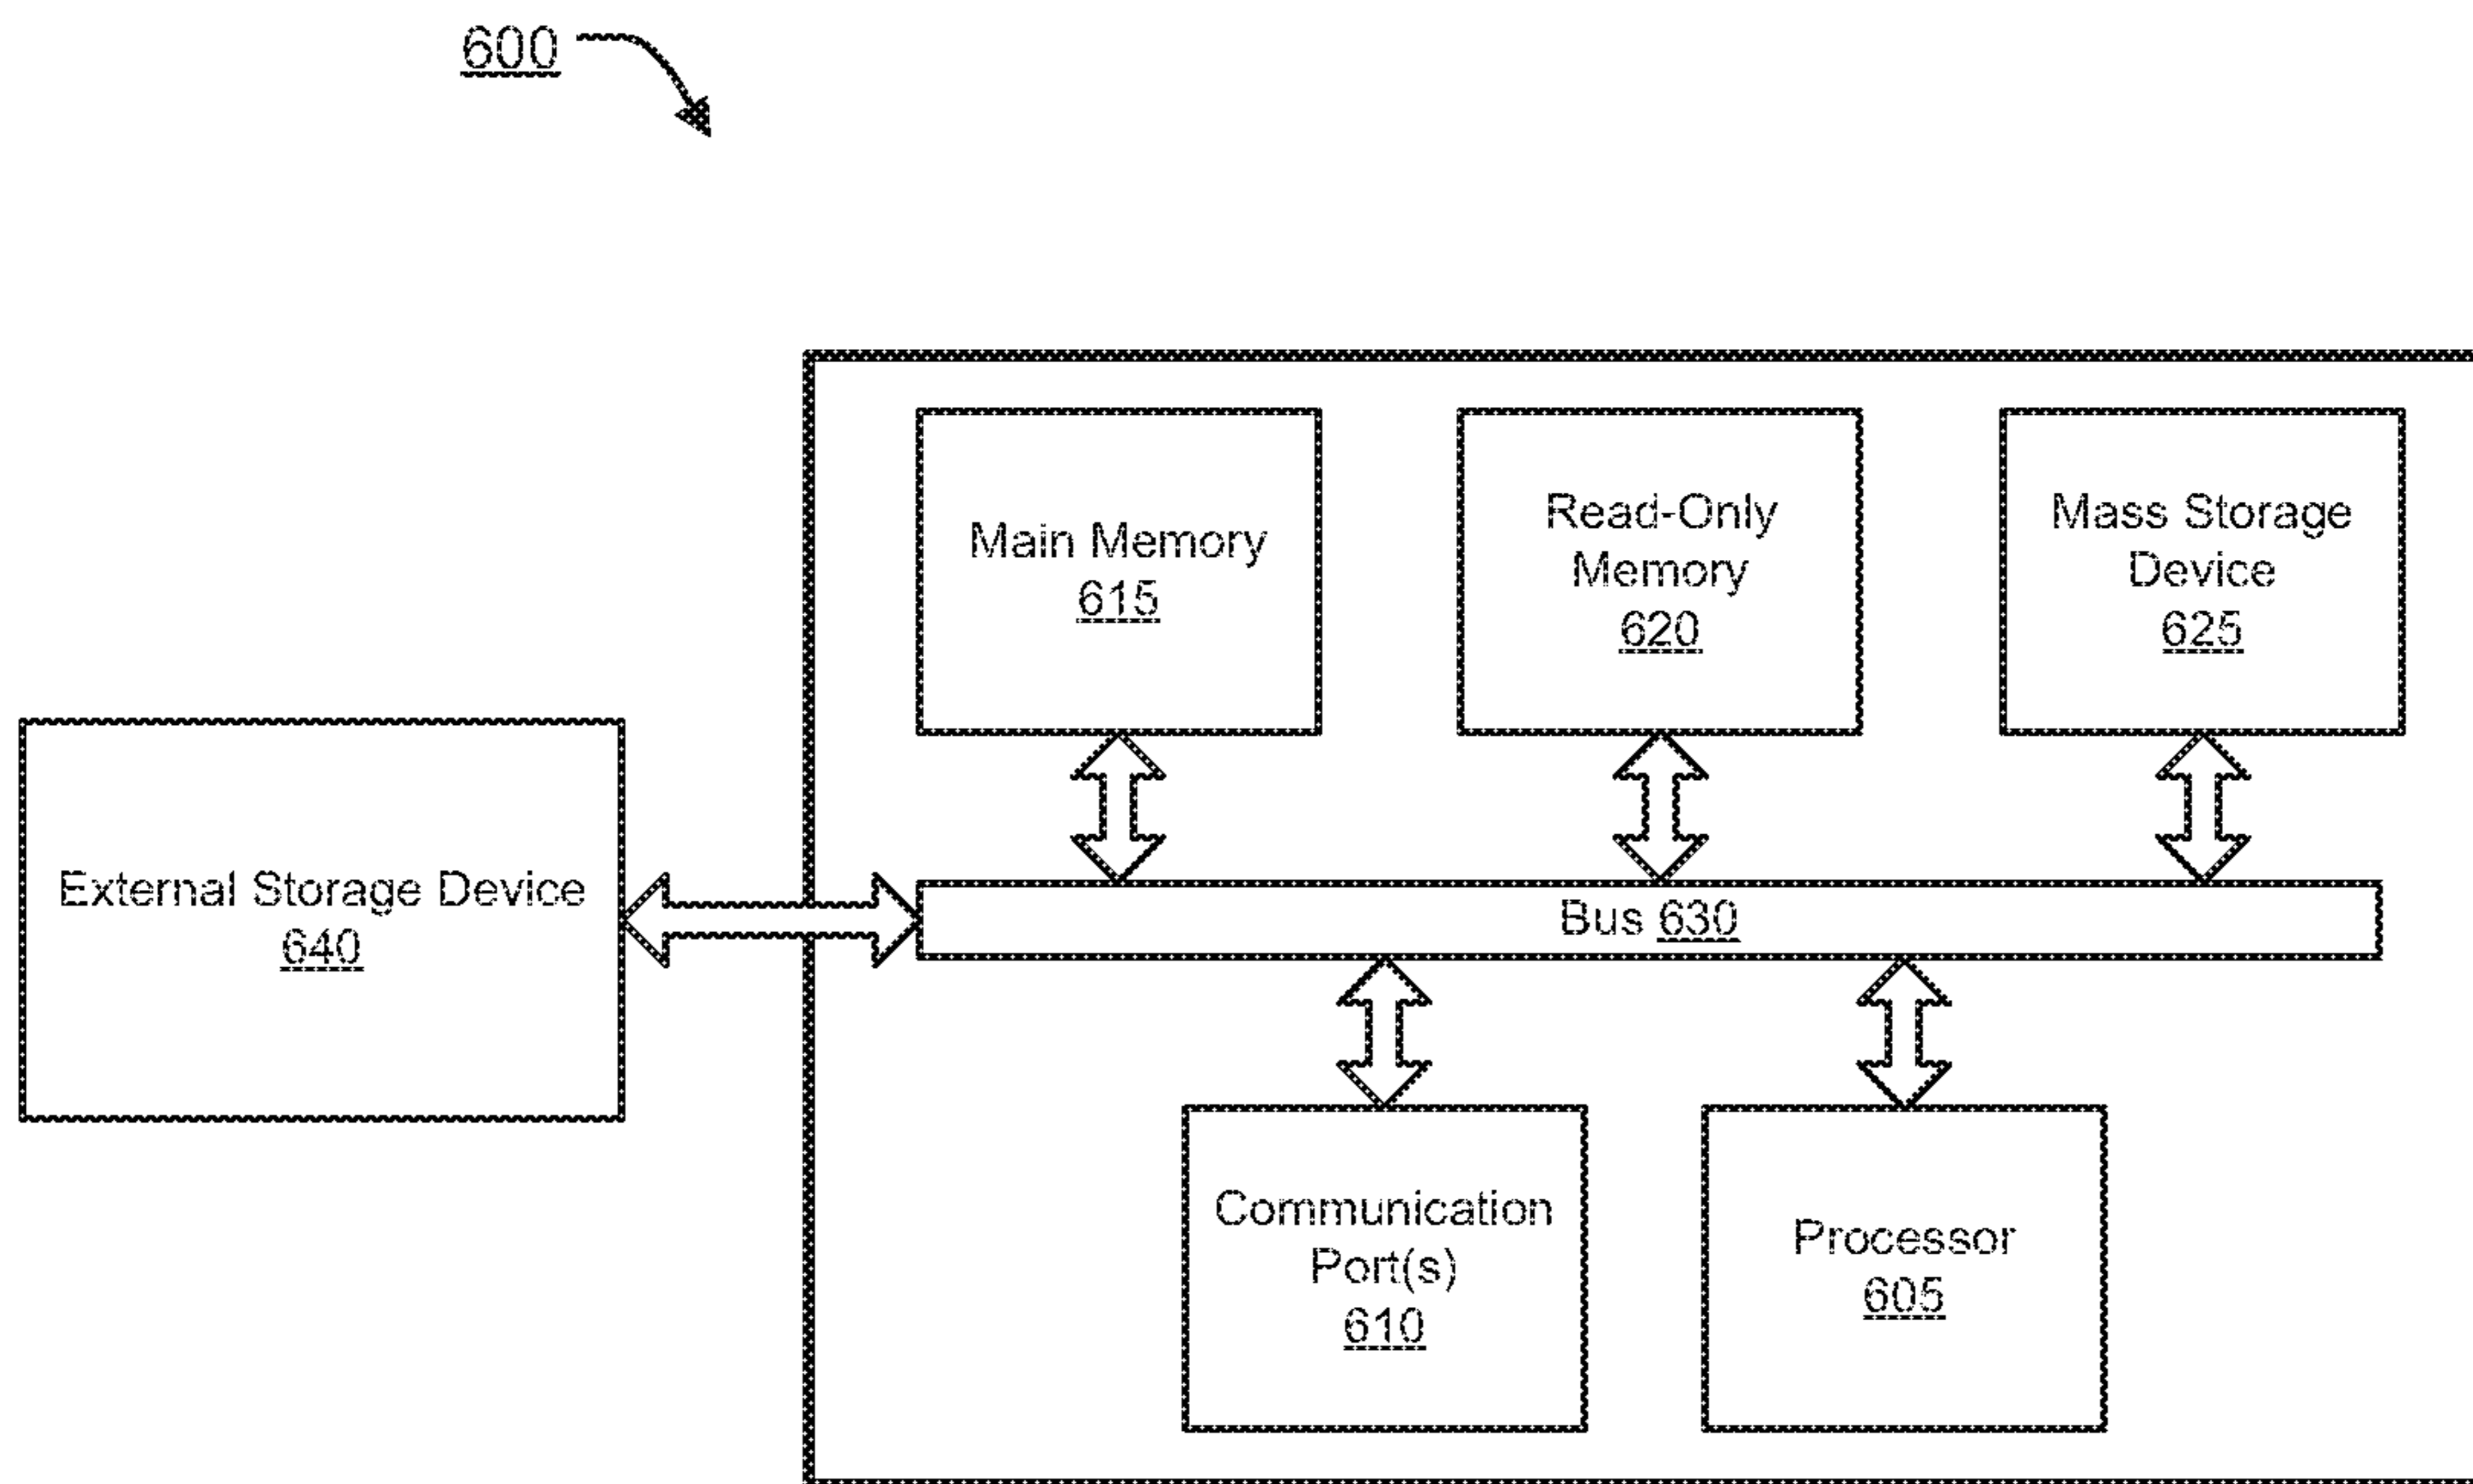 600
Main Memory
615
Read-Only
Memory
620
Mass Storage
Device
625
External Storage Device
640
Bus 630
Communication
Port(s)
610
Processor
605